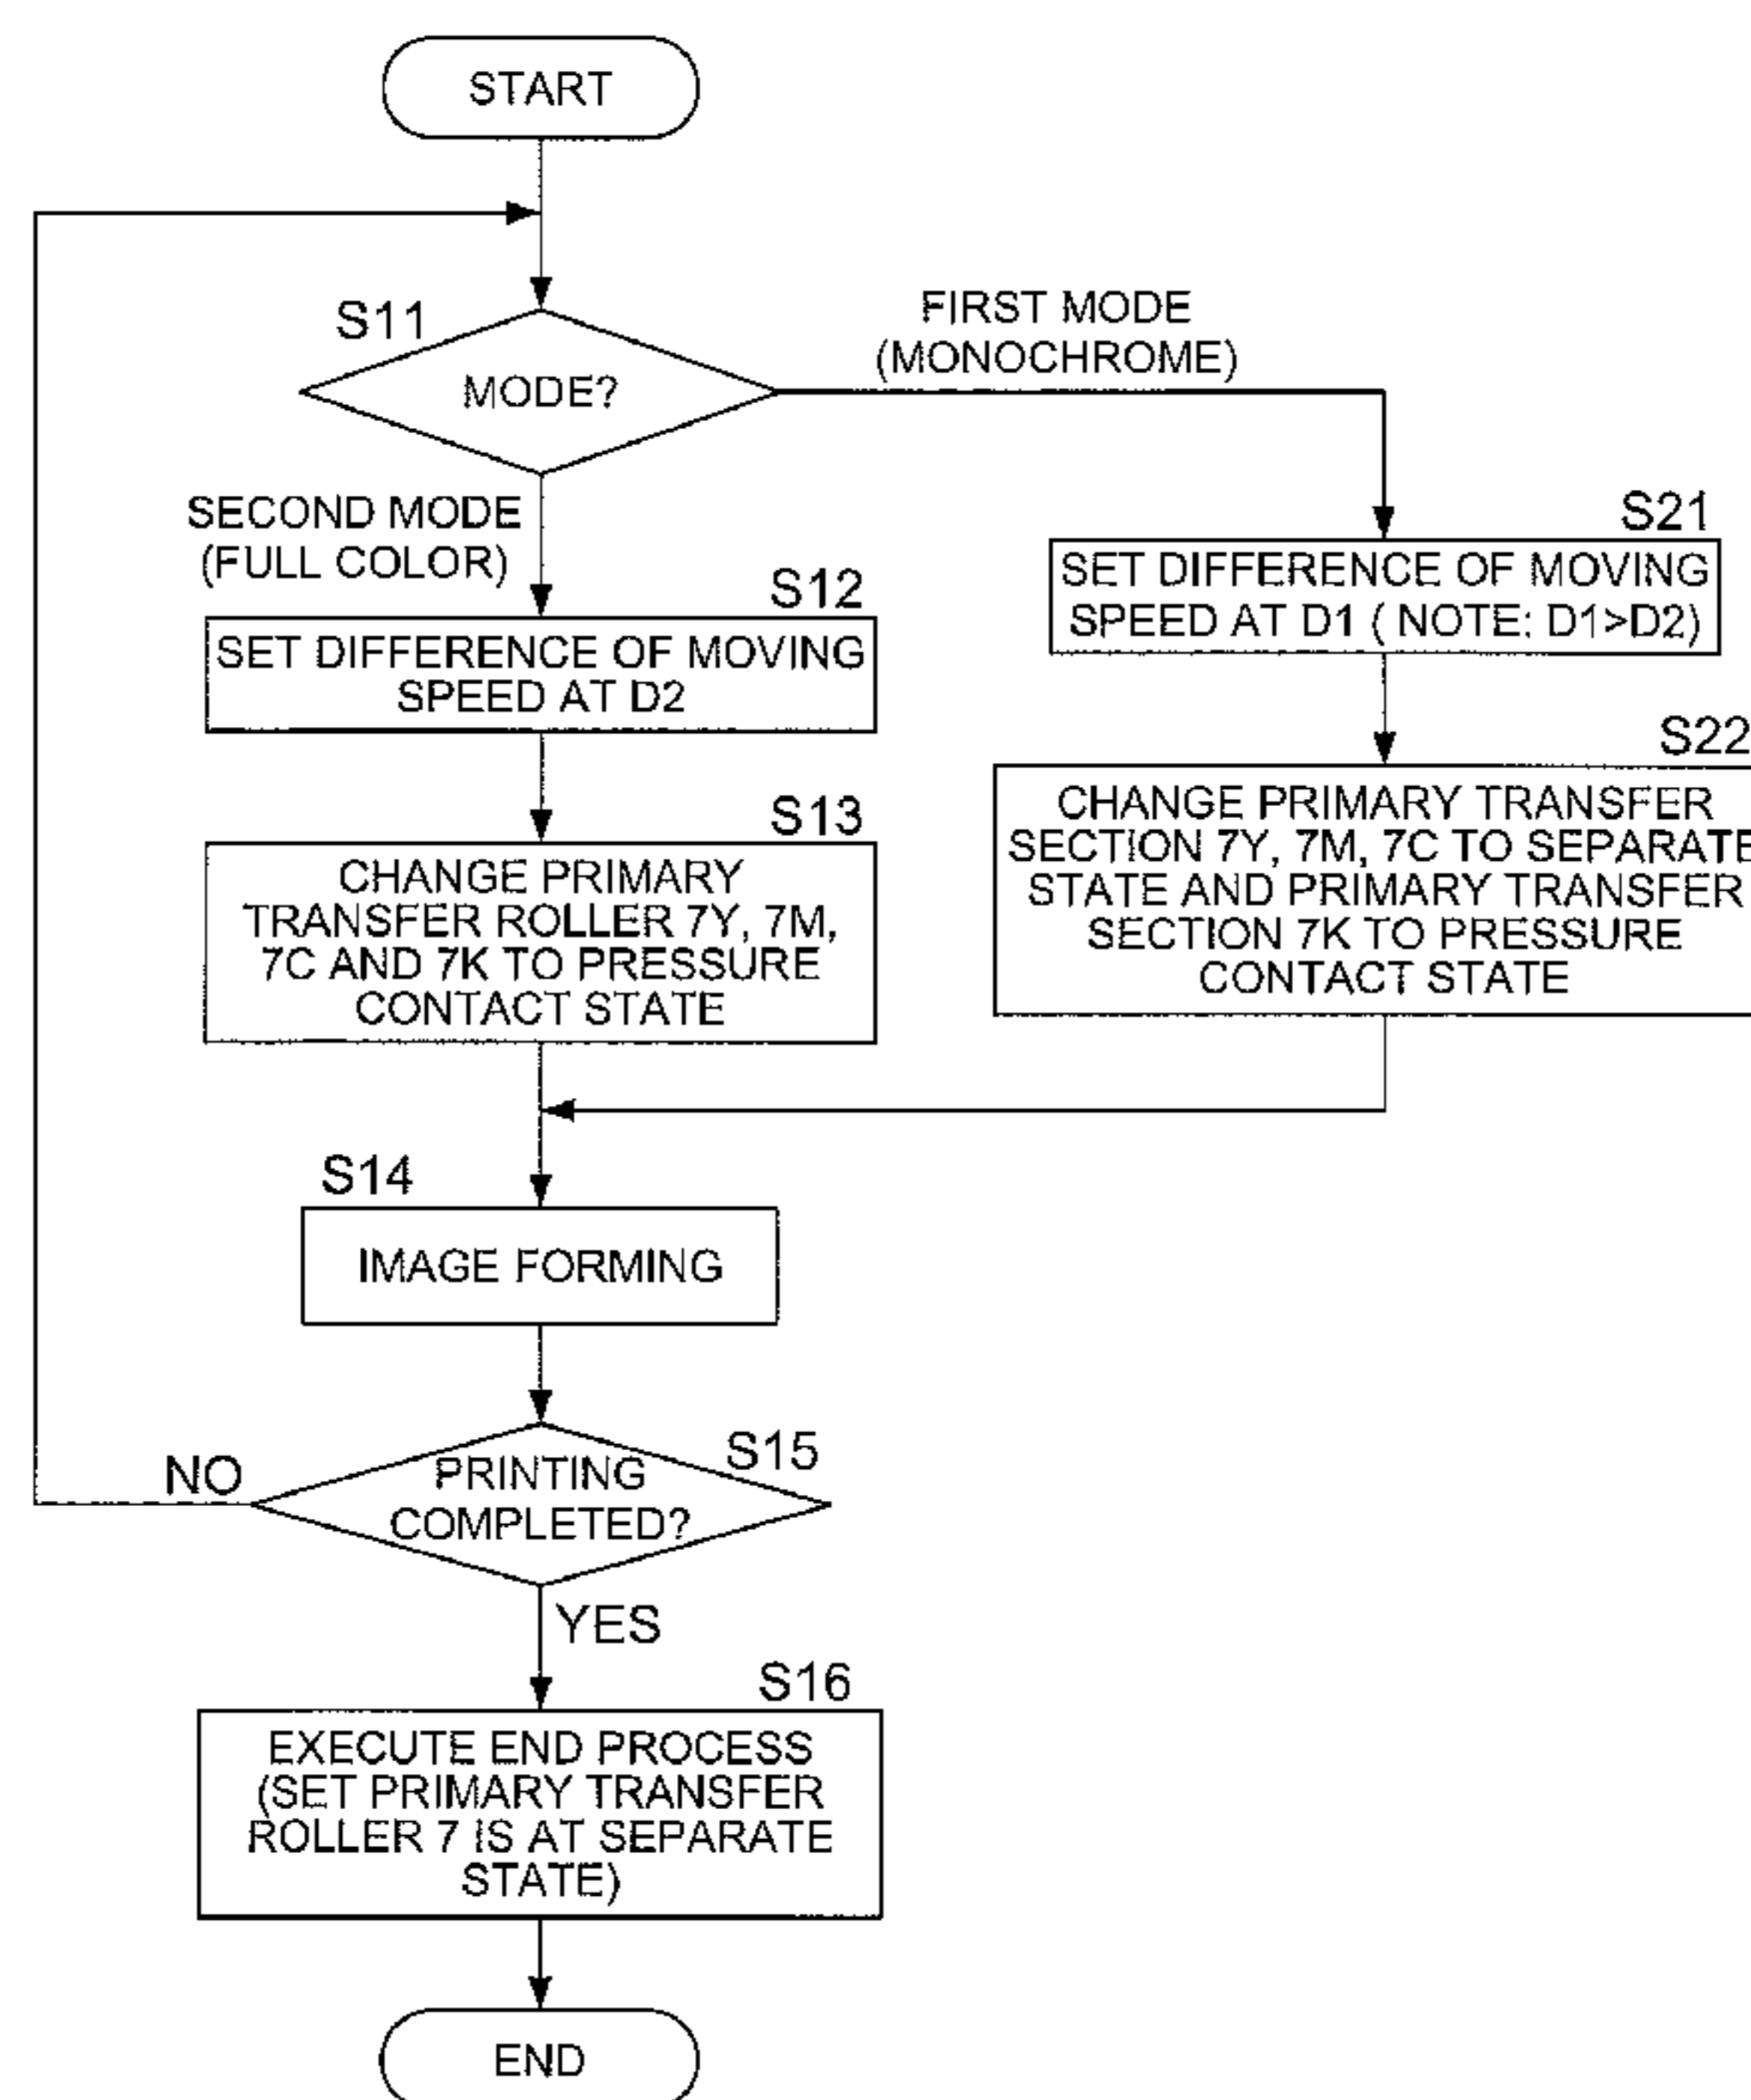 START
S11
MODE?
FIRST MODE
(MONOCHROME)
SECOND MODE
(FULL COLOR)
S12
SET DIFFERENCE OF MOVING
SPEED AT D2
S21
SET DIFFERENCE OF MOVING
SPEED AT D1 ( NOTE: D1>D2)
S13
CHANGE PRIMARY
TRANSFER ROLLER 7Y, 7M,
7C AND 7K TO PRESSURE
CONTACT STATE
S22
CHANGE PRIMARY TRANSFER
SECTION 7Y, 7M, 7C TO SEPARATE
STATE AND PRIMARY TRANSFER
SECTION 7K TO PRESSURE
CONTACT STATE
S14
IMAGE FORMING
S15
PRINTING
COMPLETED?
NO
YES
S16
EXECUTE END PROCESS
(SET PRIMARY TRANSFER
ROLLER 7 IS AT SEPARATE
STATE)
END